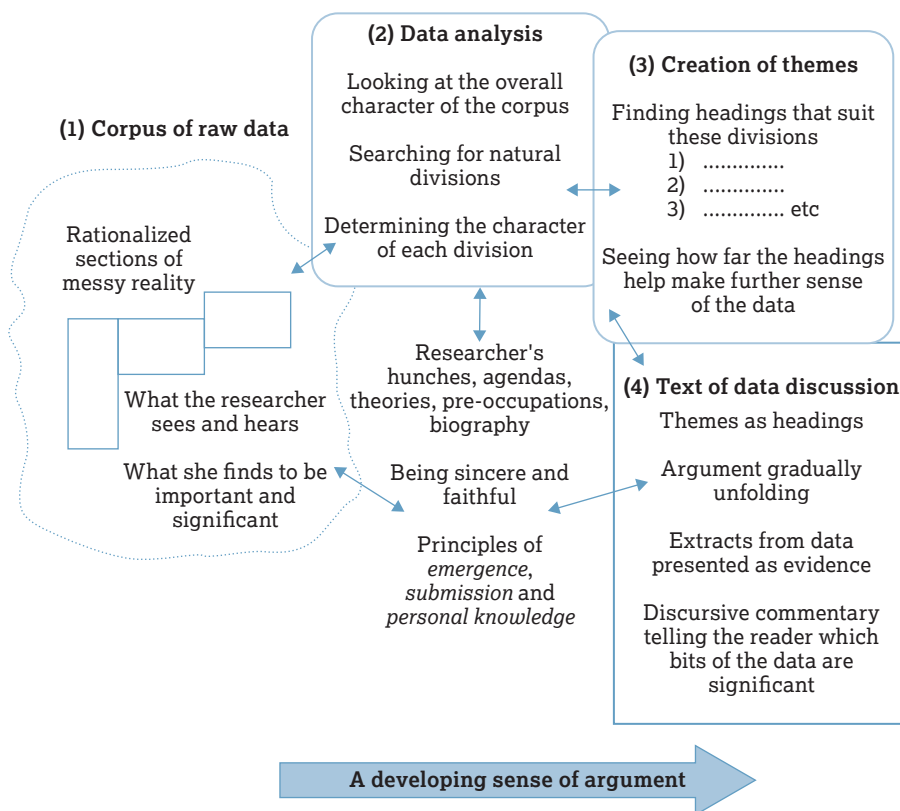 (1) Corpus of raw data
Rationalized
sections of
messy reality
What the researcher
sees and hears
What she finds to be
important and
significant
(2) Data analysis
Looking at the overall
character of the corpus
Searching for natural
divisions
Determining the character
of each division
Researcher's
hunches, agendas,
theories, pre-occupations,
biography
Being sincere and
faithful
Principles of
emergence,
submission and
personal knowledge
(3) Creation of themes
Finding headings that suit
these divisions
1) ..............
2) ..............
3) .............. etc
Seeing how far the headings
help make further sense
of the data
(4) Text of data discussion
Themes as headings
Argument gradually
unfolding
Extracts from data
presented as evidence
Discursive commentary
telling the reader which
bits of the data are
significant
A developing sense of argument